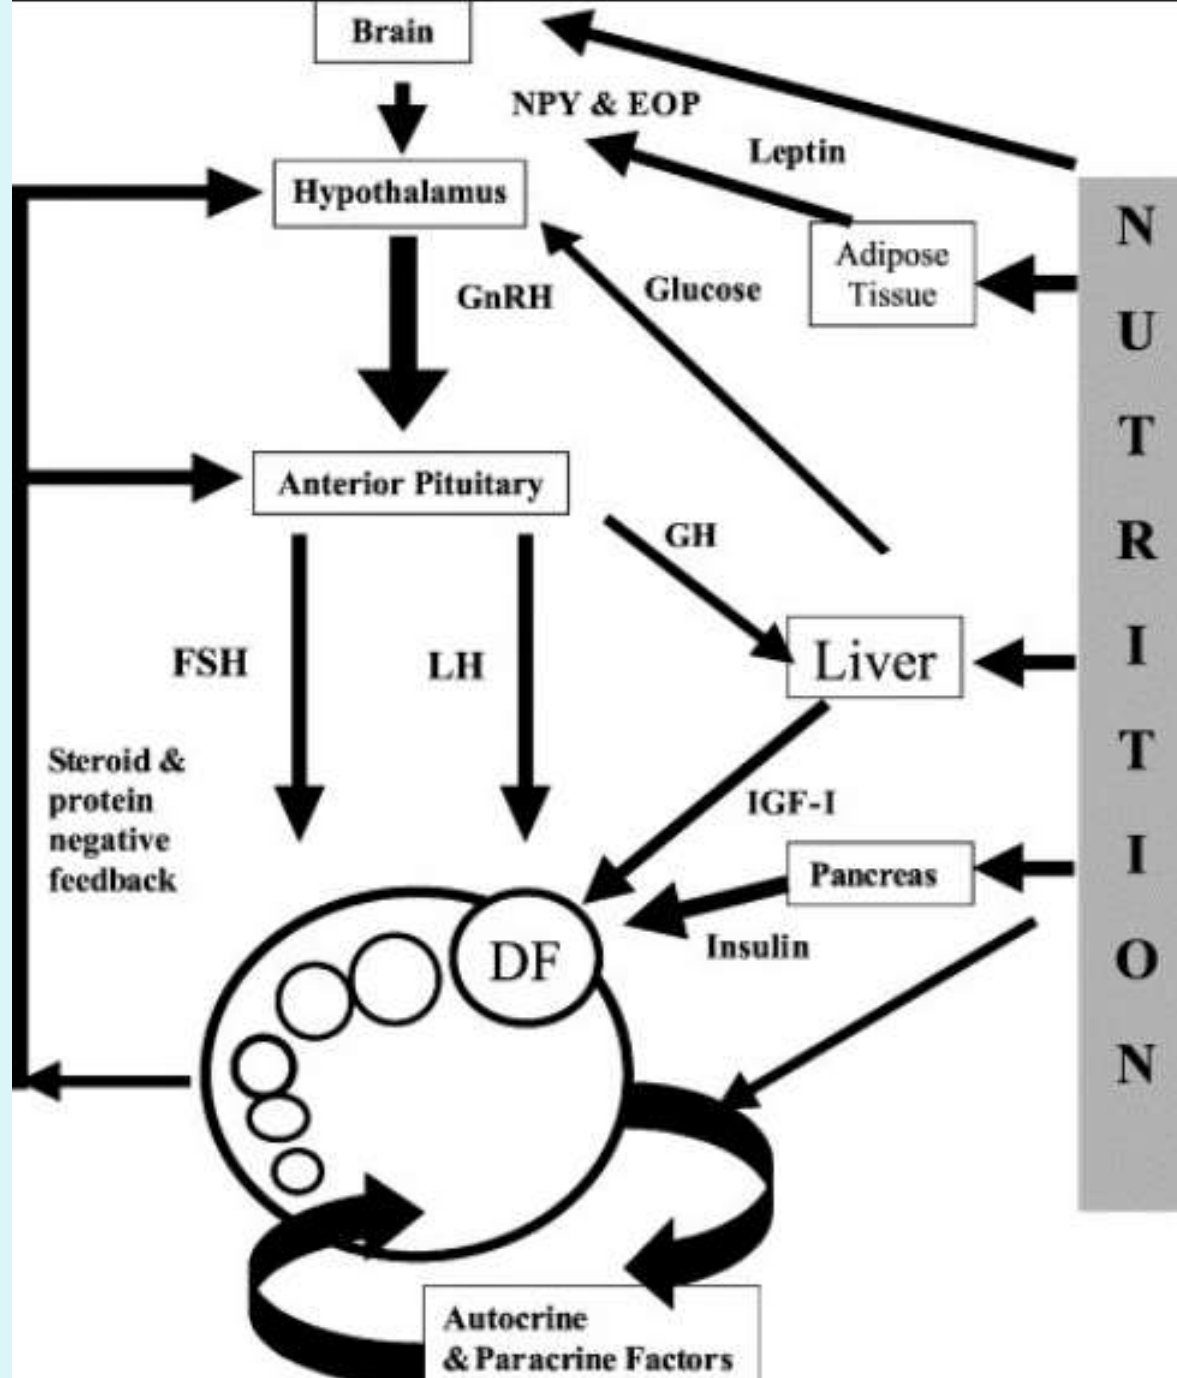 Brain
NPY & EOP
Leptin
Hypothalamus
Adipose
Tissue
GnRH
Glucose
Anterior Pituitary
GH
FSH
LH
Liver
Steroid &
protein
negative
feedback
IGF-I
Pancreas
Insulin
DF
Autocrine
& Paracrine Factors
N
U
T
R
I
T
I
O
N